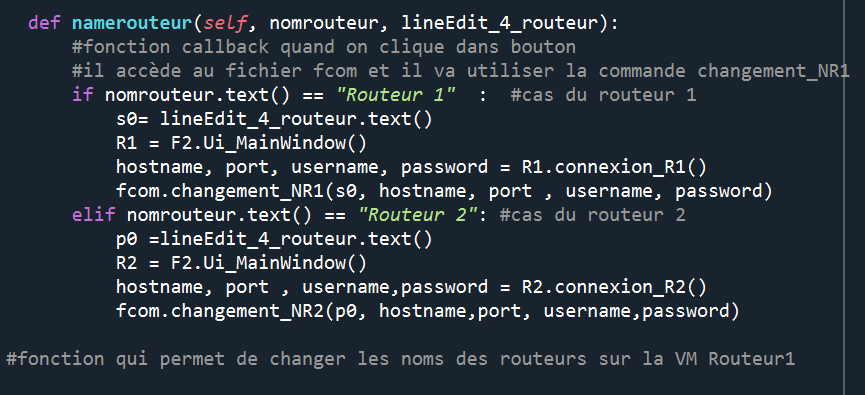 def namerouteur(self, nomrouteur, lineEdit_4_routeur):
#fonction callback quand on clique dans bouton
#il accède au fichier fcom et il va utiliser la commande changement_NR1
if nomrouteur.text() == "Routeur 1"  :  #cas du routeur 1
s0= lineEdit_4_routeur.text()
R1 = F2.Ui_MainWindow()
hostname, port, username, password = R1.connexion_R1()
fcom.changement_NR1(s0, hostname, port , username, password)
elif nomrouteur.text() == "Routeur 2": #cas du routeur 2
p0 =lineEdit_4_routeur.text()
R2 = F2.Ui_MainWindow()
hostname, port , username,password = R2.connexion_R2()
fcom.changement_NR2(p0, hostname,port, username,password)
#fonction qui permet de changer les noms des routeurs sur la VM Routeur1